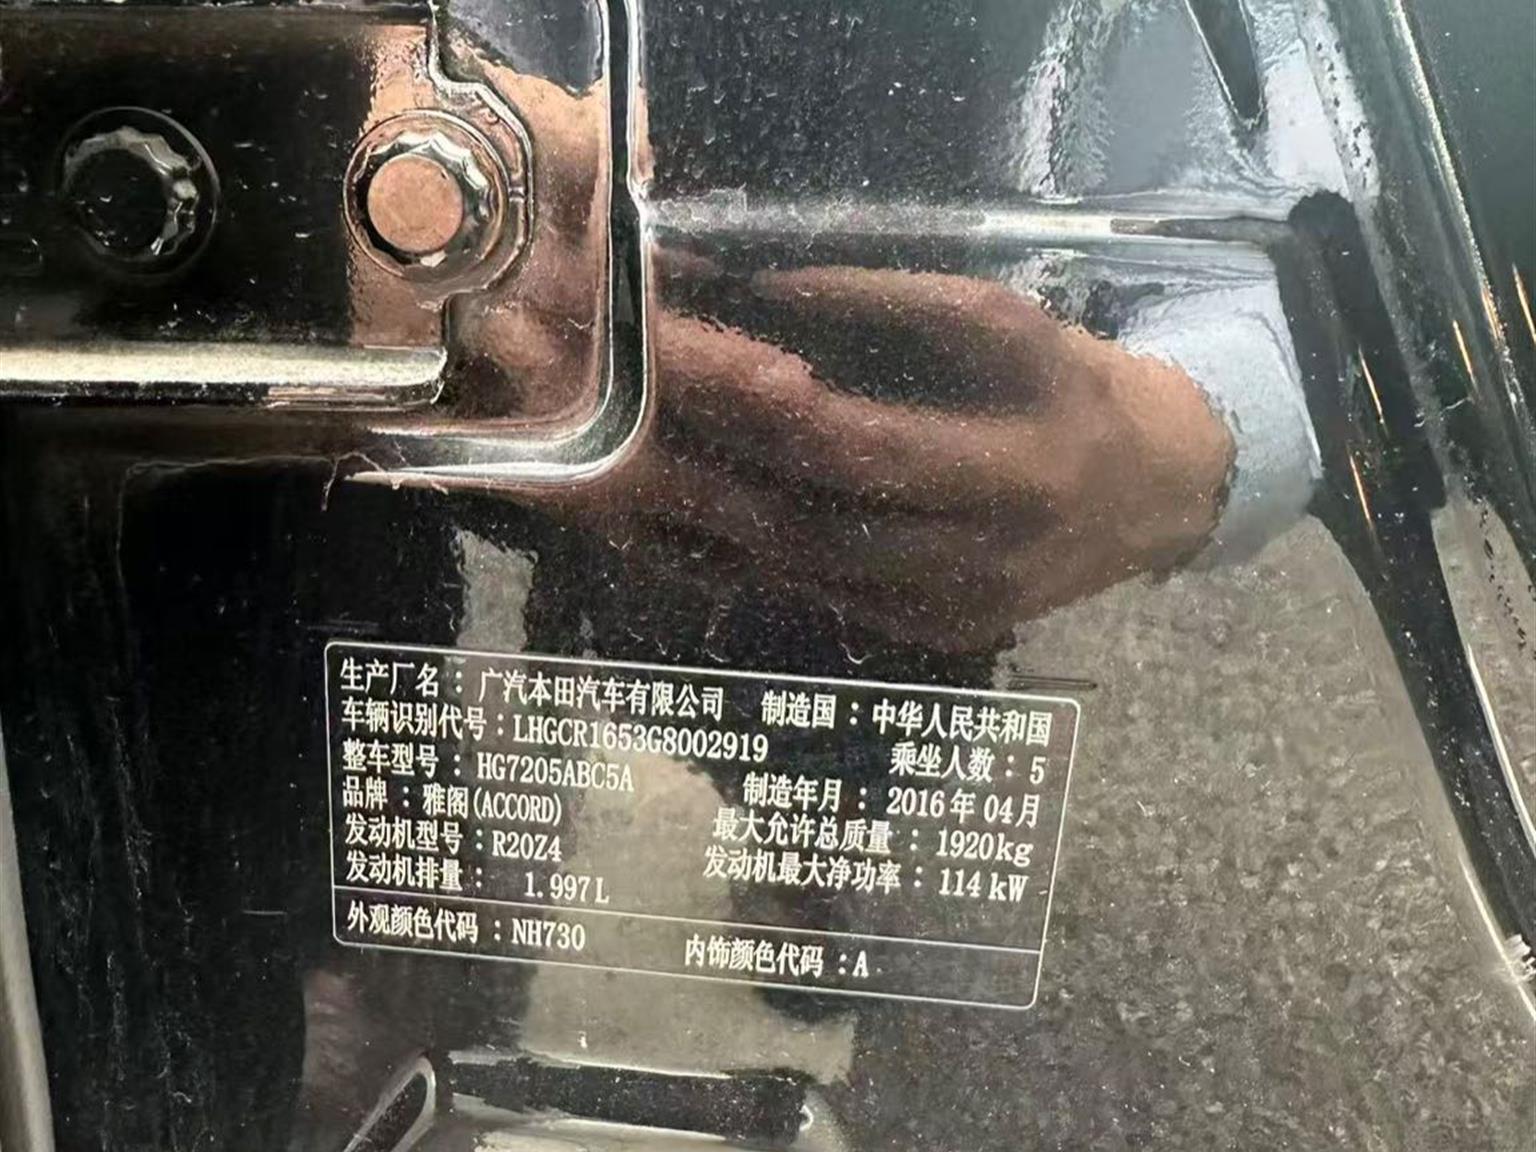 生产厂名：广汽本田汽车有限公司 制造国：中华人民共和国
车辆识别代号：LHGCR1653G8002919 乘坐人数：5
整车型号：HG7205ABC5A 制造年月：2016年04月
品牌：雅阁(ACCORD) 最大允许总质量：1920kg
发动机型号：R20Z4 发动机最大净功率：114kW
发动机排量：1.997L
外观颜色代码：NH730 内饰颜色代码：A